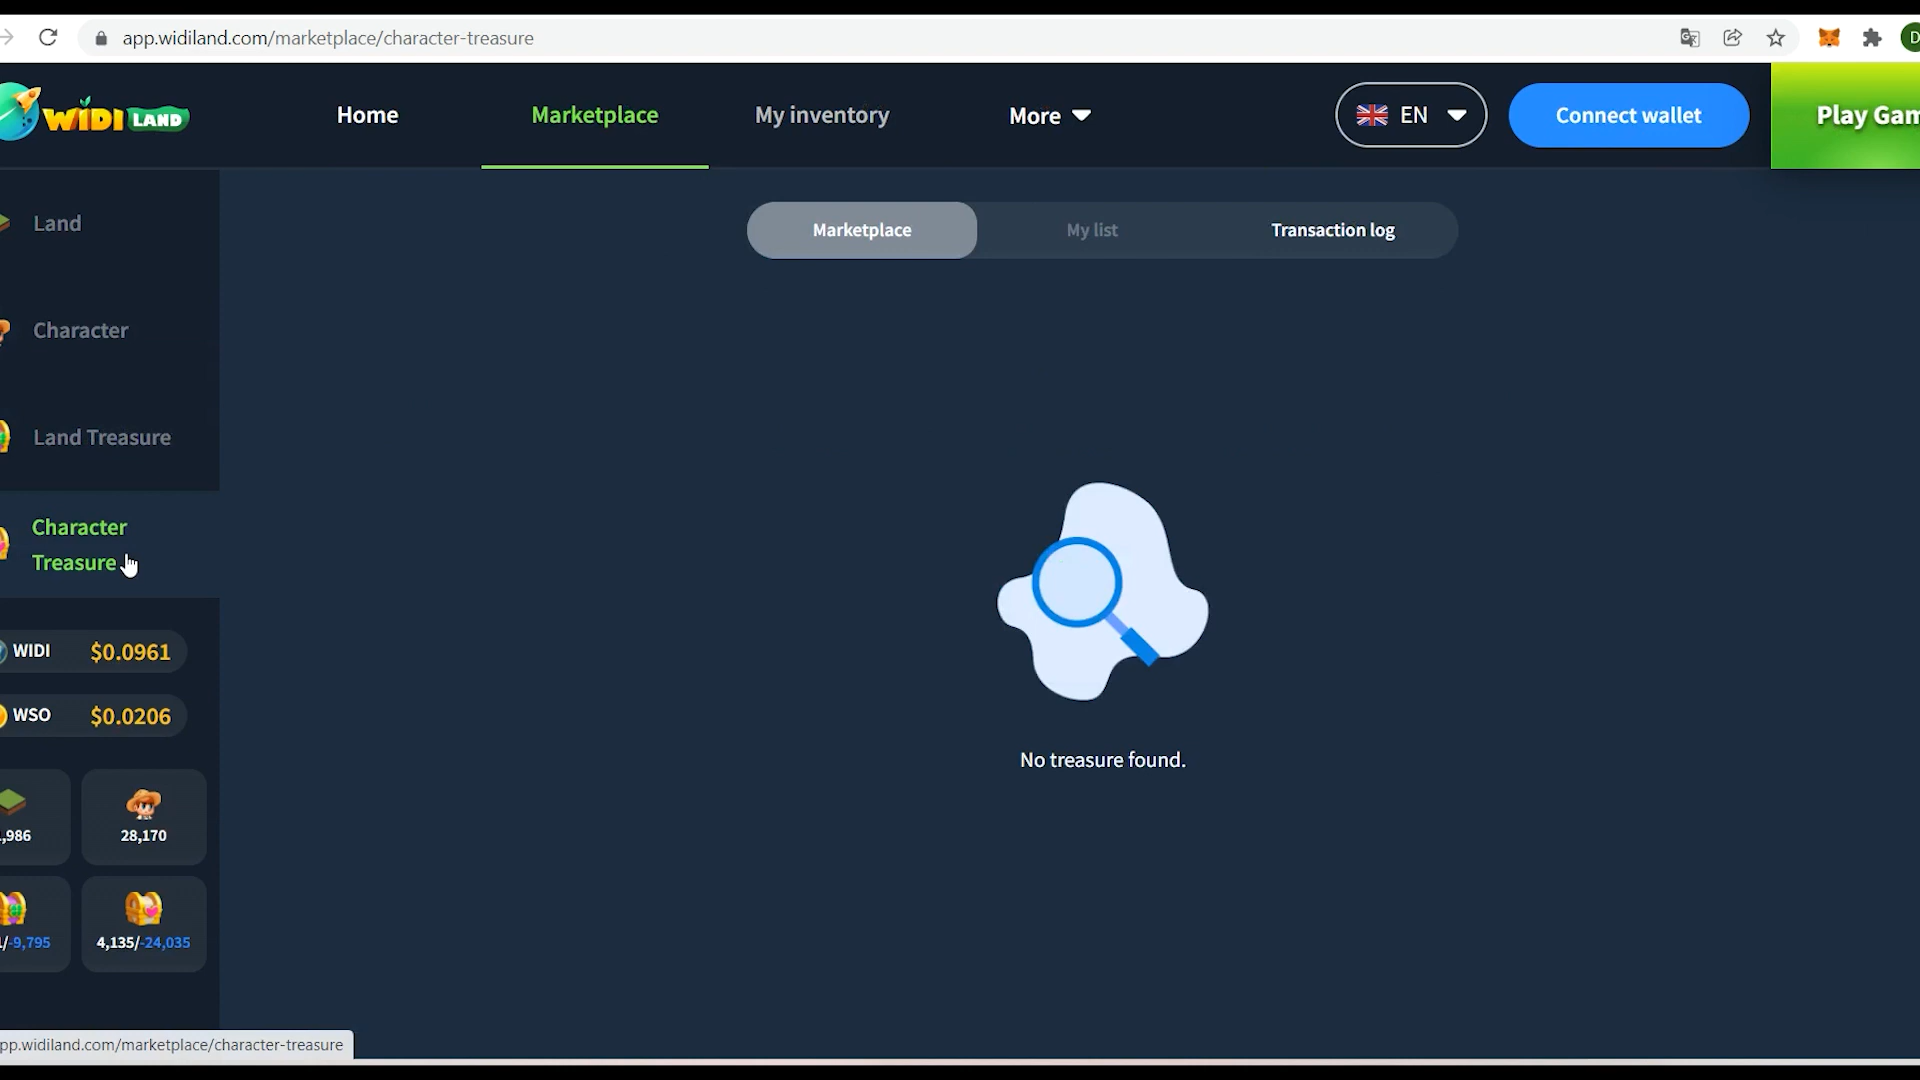 app.widiland.com/marketplace/character-treasure
D
WIDI LAND
Home
Marketplace
My inventory
More
EN
Connect wallet
Play Gam
Land
Character
Land Treasure
Character
Treasure
Marketplace
My list
Transaction log
No treasure found.
WIDI $0.0961
WSO $0.0206
,986
28,170
/-9,795
4,135/-24,035
pp.widiland.com/marketplace/character-treasure